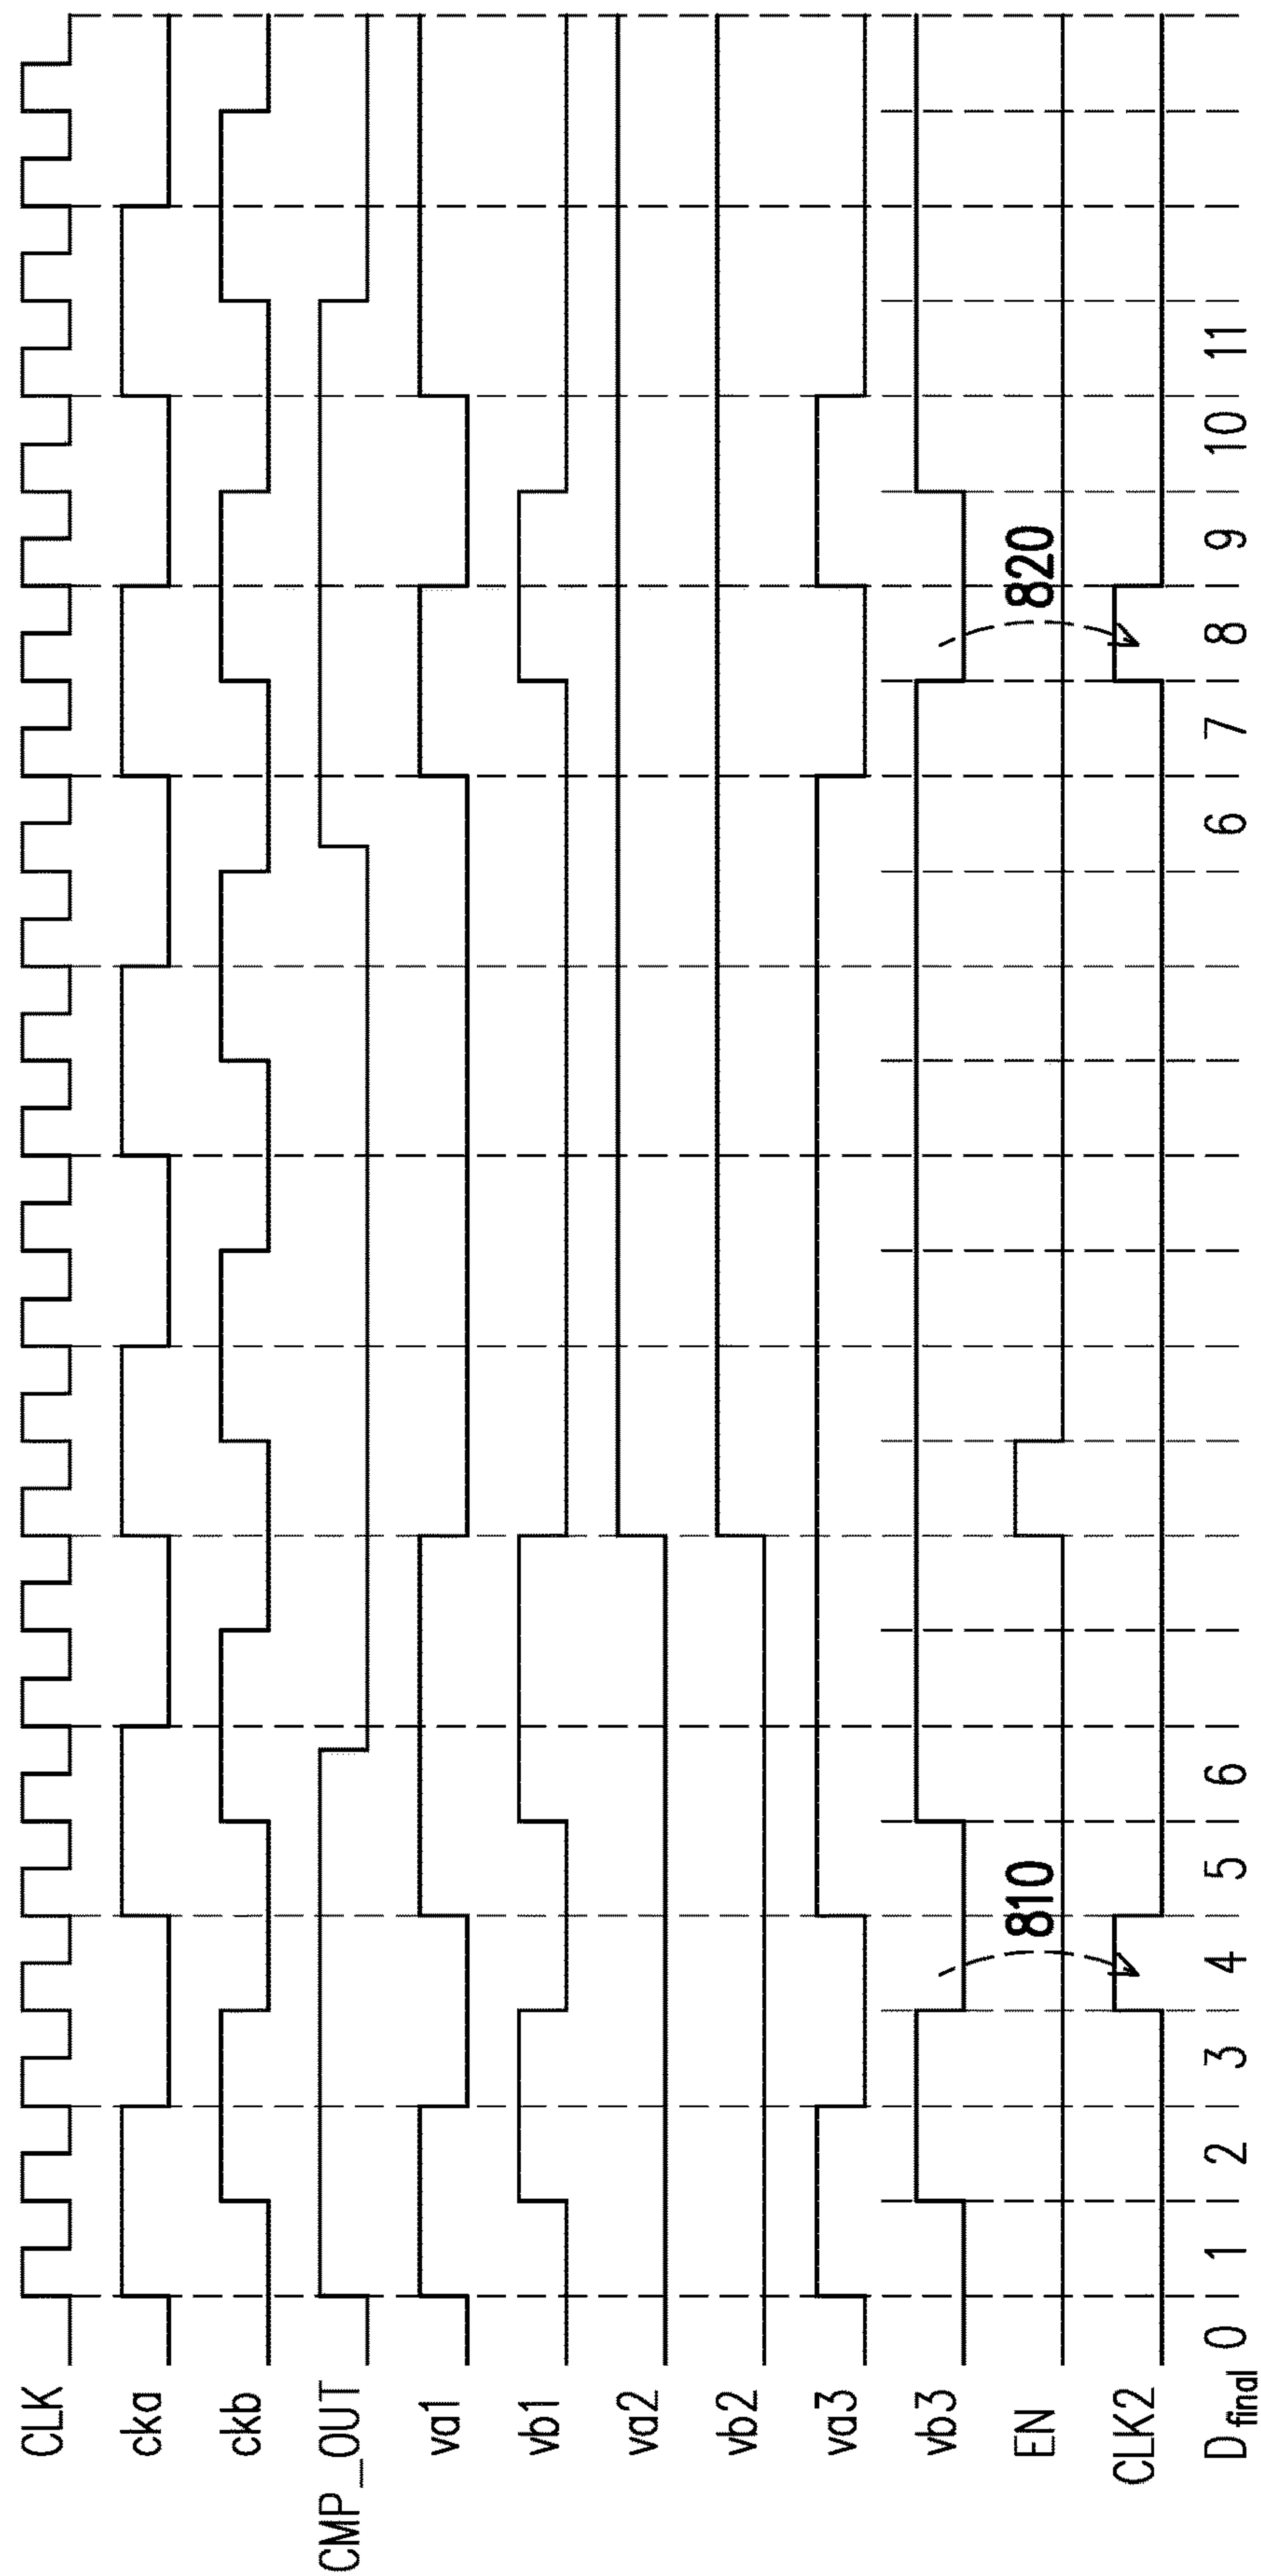 CLK
cka
ckb
CMP_OUT
va1
vb1
va2
vb2
va3
vb3
EN 810 820
CLK2
Dfinal 0 1 2 3 4 5 6 6 7 8 9 10 11